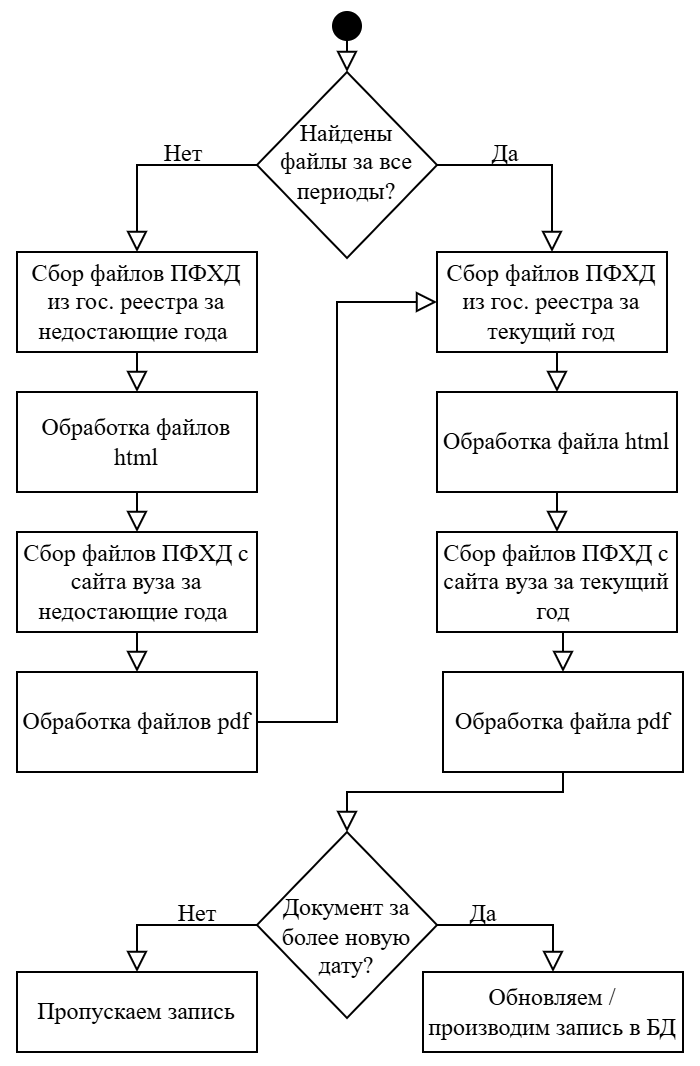 Найдены
файлы за все
периоды?
Нет
Да
Сбор файлов ПФХД
из гос. реестра за
недостающие года
Сбор файлов ПФХД
из гос. реестра за
текущий год
Обработка файлов
html
Обработка файла html
Сбор файлов ПФХД с
сайта вуза за
недостающие года
Сбор файлов ПФХД с
сайта вуза за текущий
год
Обработка файлов pdf
Обработка файла pdf
Документ за
более новую
дату?
Нет
Да
Пропускаем запись
Обновляем /
производим запись в БД